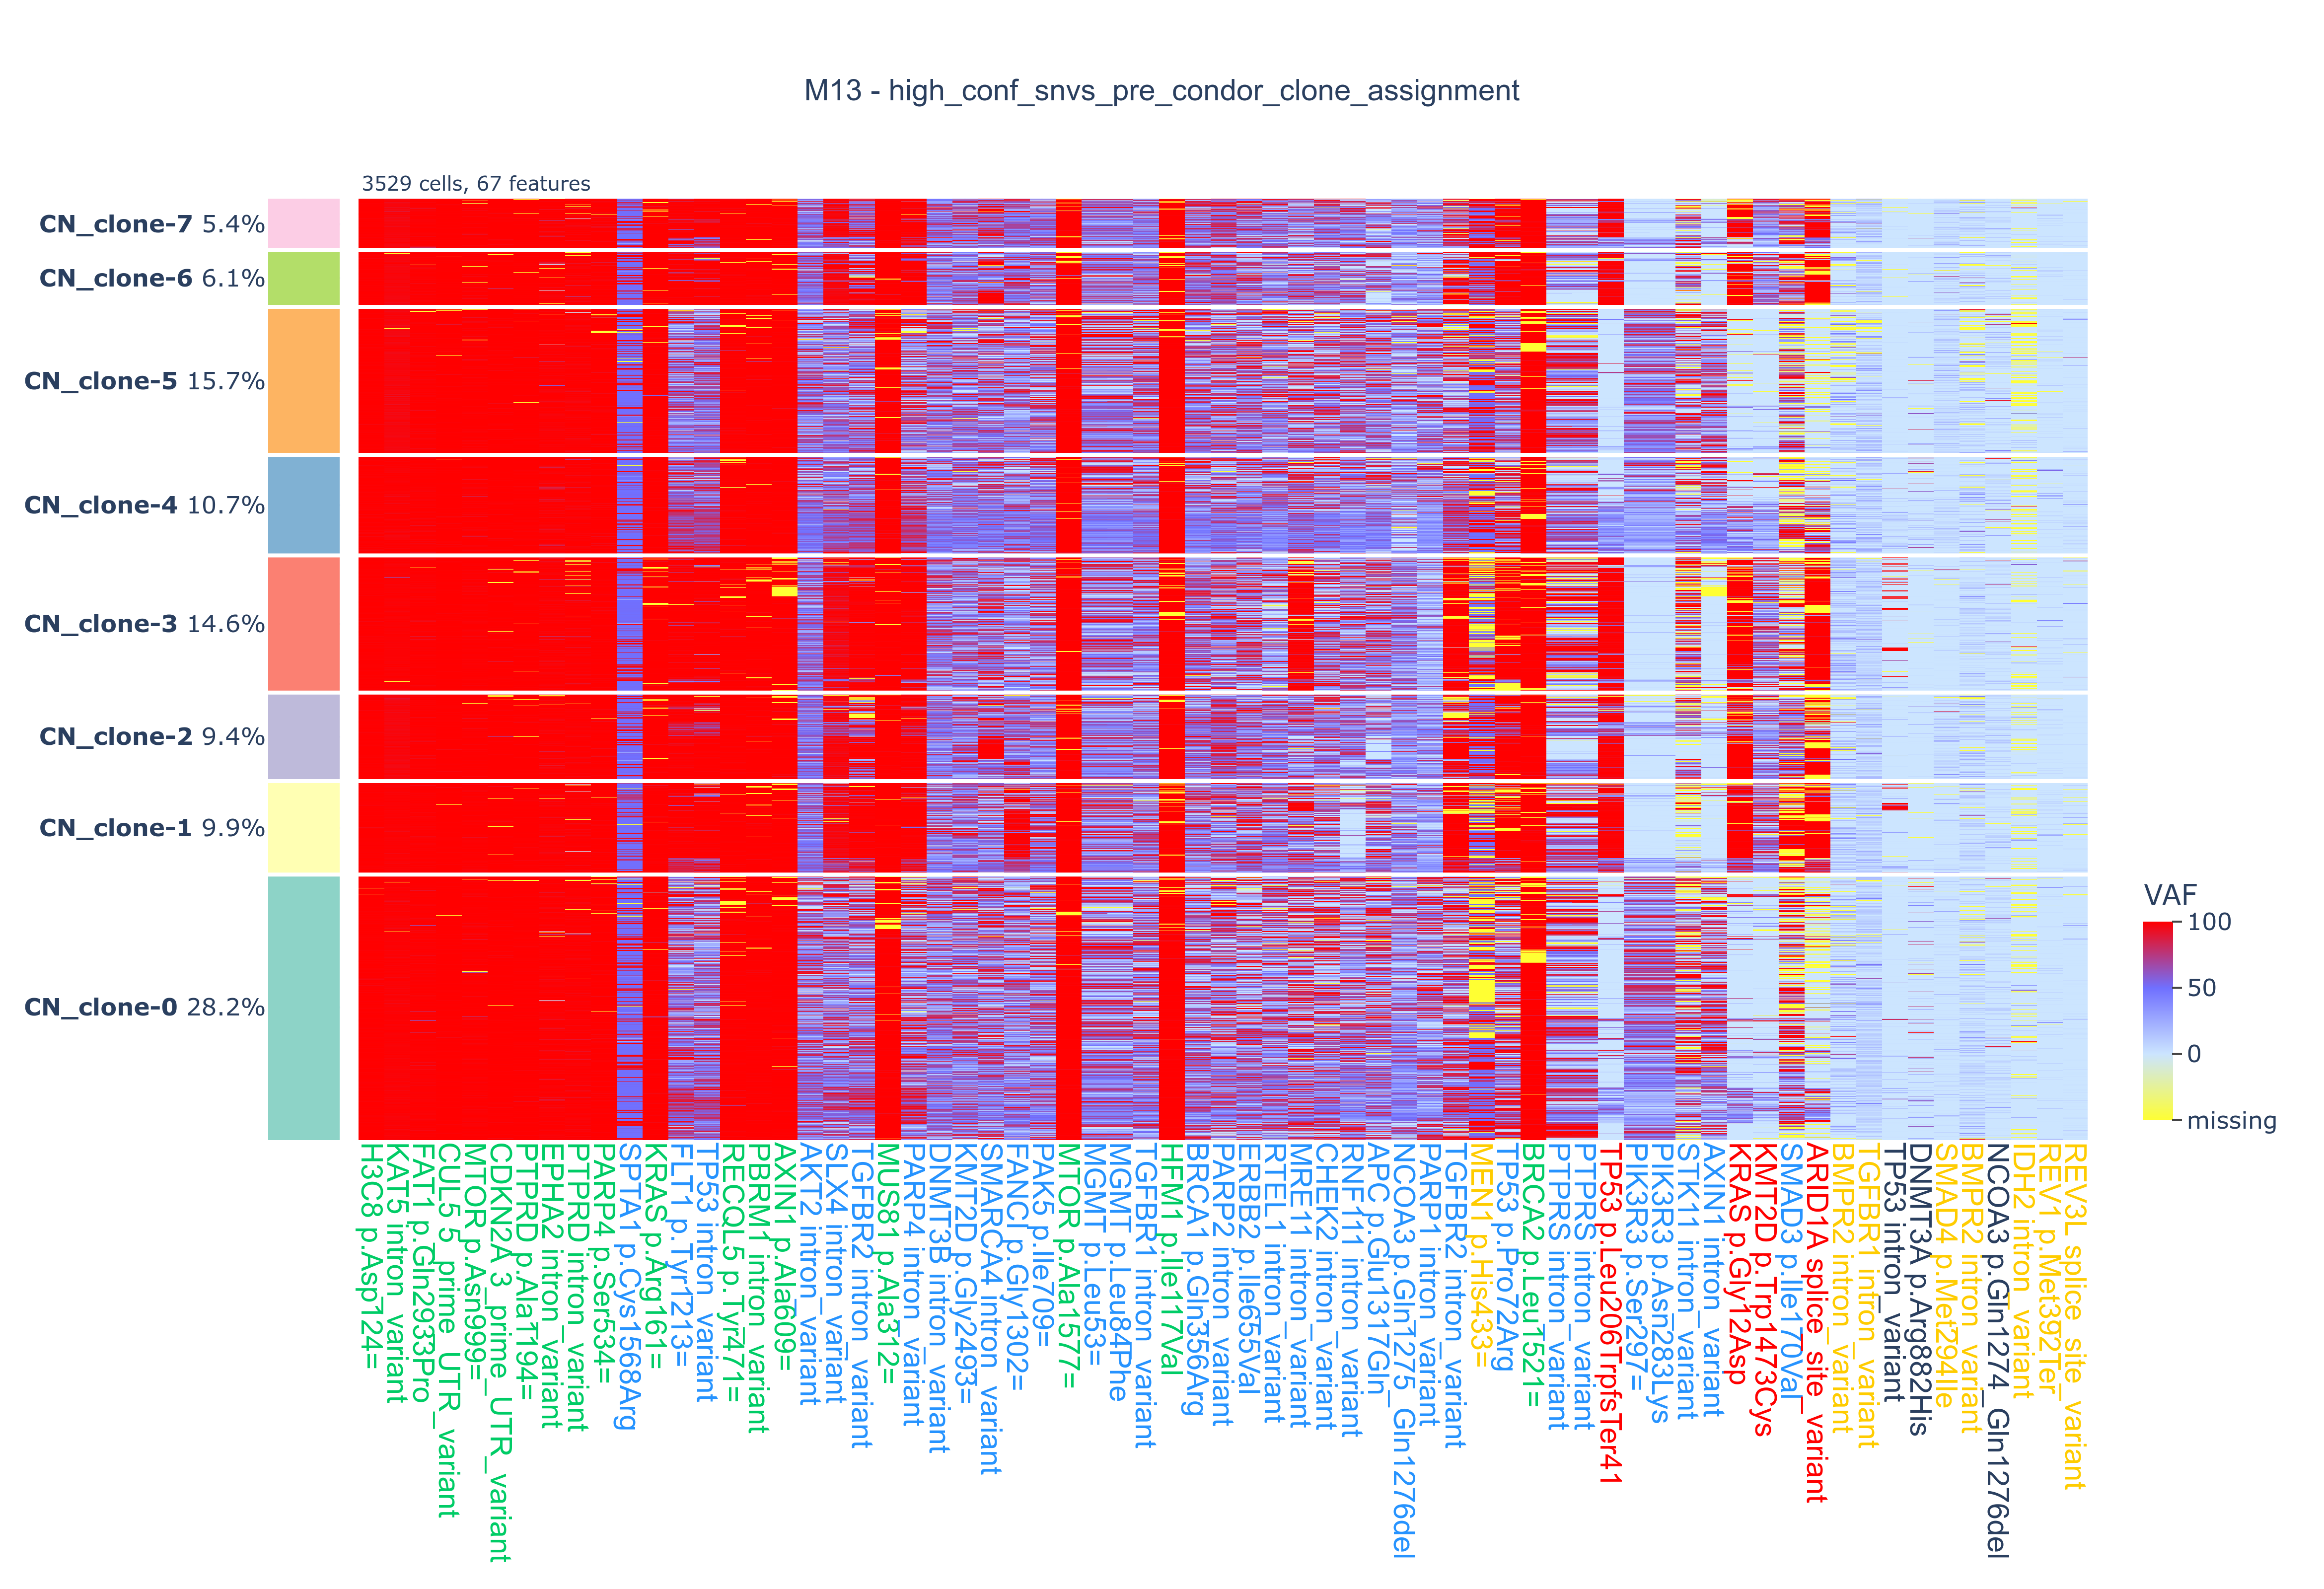 M13 - high_conf_snvs_pre_condor_clone_assignment
3529 cells, 67 features
CN_clone-7 5.4%
CN_clone-6 6.1%
CN_clone-5 15.7%
CN_clone-4 10.7%
CN_clone-3 14.6%
CN_clone-2 9.4%
CN_clone-1 9.9%
CN_clone-0 28.2%
VAF
100
50
0
missing
H3C8 p.Asp124=
KAT5 intron_variant
FAT1 p.Gln2933Pro
CUL5 5_prime_UTR_variant
MTOR p.Asn999=
CDKN2A 3_prime_UTR_variant
PTPRD p.Ala1194=
EPHA2 intron_variant
PTPRD intron_variant
PARP4 p.Ser534=
SPTA1 p.Cys1568Arg
KRAS p.Arg161=
FLT1 p.Tyr1213=
TP53 intron_variant
RECQL5 p.Tyr471=
PBRM1 intron_variant
AXIN1 p.Ala609=
AKT2 intron_variant
SLX4 intron_variant
TGFBR2 intron_variant
MUS81 p.Ala312=
PARP4 intron_variant
DNMT3B intron_variant
KMT2D p.Gly2493=
SMARCA4 intron_variant
FANCI p.Gly1302=
PAK5 p.Ile709=
MTOR p.Ala1577=
MGMT p.Leu53=
MGMT p.Leu84Phe
TGFBR1 intron_variant
HFM1 p.Ile117Val
BRCA1 p.Gln356Arg
PARP2 intron_variant
ERBB2 p.Ile655Val
RTEL1 intron_variant
MRE11 intron_variant
CHEK2 intron_variant
RNF111 intron_variant
APC p.Glu1317Gln
NCOA3 p.Gln1275_Gln1276del
PARP1 intron_variant
TGFBR2 intron_variant
MEN1 p.His433=
TP53 p.Pro72Arg
BRCA2 p.Leu1521=
PTPRS intron_variant
PTPRS intron_variant
TP53 p.Leu206TrpfsTer41
PIK3R3 p.Ser297=
PIK3R3 p.Asn283Lys
STK11 intron_variant
AXIN1 intron_variant
KRAS p.Gly12Asp
KMT2D p.Trp1473Cys
SMAD3 p.Ile170Val
ARID1A splice_site_variant
BMPR2 intron_variant
TGFBR1 intron_variant
TP53 intron_variant
DNMT3A p.Arg882His
SMAD4 p.Met294Ile
BMPR2 intron_variant
NCOA3 p.Gln1274_Gln1276del
IDH2 intron_variant
REV1 p.Met392Ter
REV3L splice_site_variant